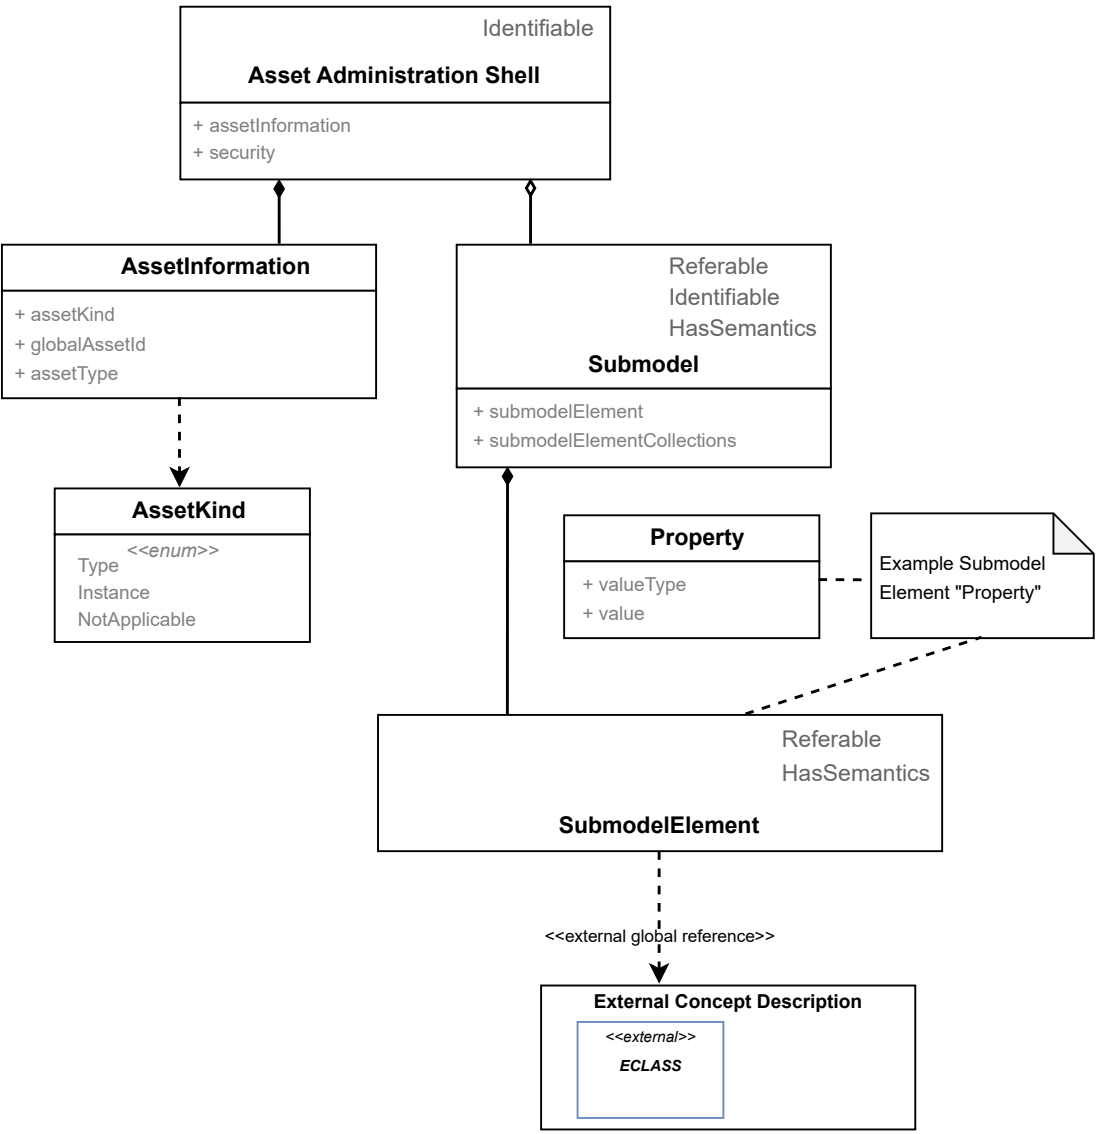 Identifiable
Asset Administration Shell
+ assetInformation
+ security
AssetInformation
+ assetKind
+ globalAssetId
+ assetType
Referable
Identifiable
HasSemantics
Submodel
+ submodelElement
+ submodelElementCollections
AssetKind
<<enum>>
Type
Instance
NotApplicable
Property
+ valueType
+ value
Example Submodel
Element "Property"
Referable
HasSemantics
SubmodelElement
<<external global reference>>
External Concept Description
<<external>>
ECLASS